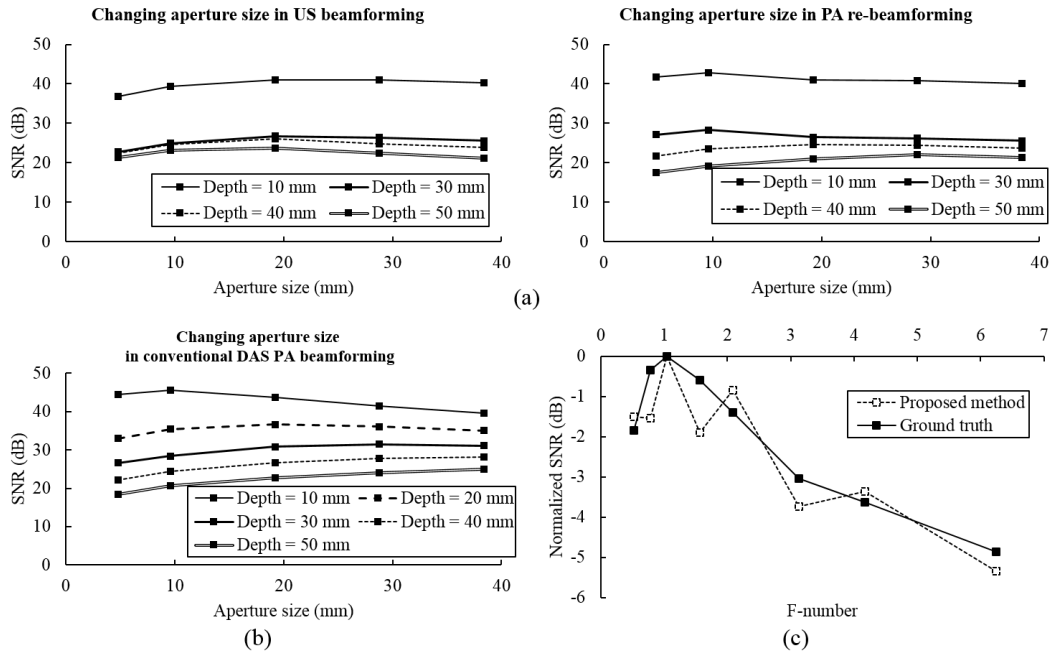 Changing aperture size in US beamforming
50
40
30
20
10
0
SNR (dB)
Depth = 10 mm
Depth = 30 mm
Depth = 40 mm
Depth = 50 mm
0 10 20 30 40
Aperture size (mm)
Changing aperture size in PA re-beamforming
50
40
30
20
10
0
SNR (dB)
Depth = 10 mm
Depth = 30 mm
Depth = 40 mm
Depth = 50 mm
0 10 20 30 40
Aperture size (mm)
(a)
Changing aperture size
in conventional DAS PA beamforming
50
40
30
20
10
0
SNR (dB)
Depth = 10 mm
Depth = 20 mm
Depth = 30 mm
Depth = 40 mm
Depth = 50 mm
0 10 20 30 40
Aperture size (mm)
(b)
0 1 2 3 4 5 6 7
0
-1
-2
-3
-4
-5
-6
Normalized SNR (dB)
Proposed method
Ground truth
F-number
(c)